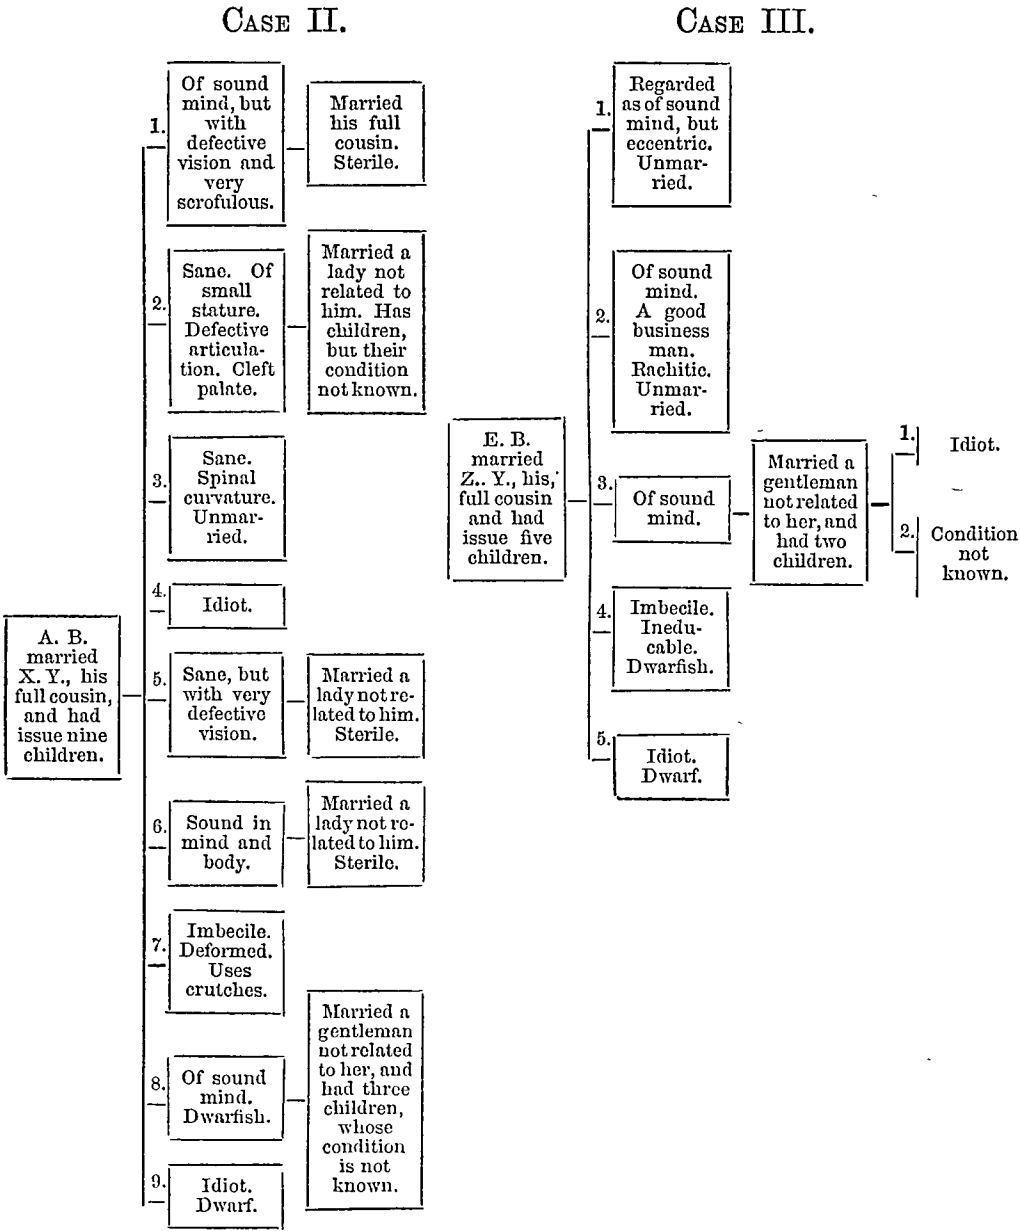 CASE II.
A. B.
married
X. Y., his
full cousin,
and had
issue nine
children.
1.
Of sound
mind, but
with
defective
vision and
very
scrofulous.
Married
his full
cousin.
Sterile.
2.
Sane. Of
small
stature.
Defective
articula-
tion. Cleft
palate.
Married a
lady not
related to
him. Has
children,
but their
condition
not known.
3.
Sane.
Spinal
curvature.
Unmar-
ried.
4.
Idiot.
5.
Sane, but
with very
defective
vision.
Married a
lady not re-
lated to him.
Sterile.
6.
Sound in
mind and
body.
Married a
lady not re-
lated to him.
Sterile.
7.
Imbecile.
Deformed.
Uses
crutches.
8.
Of sound
mind.
Dwarfish.
Married a
gentleman
not related
to her, and
had three
children,
whose
condition
is not
known.
9.
Idiot.
Dwarf.
CASE III.
E. B.
married
Z.. Y., his,
full cousin
and had
issue five
children.
1.
Regarded
as of sound
mind, but
eccentric.
Unmar-
ried.
2.
Of sound
mind.
A good
business
man.
Rachitic.
Unmar-
ried.
3.
Of sound
mind.
Married a
gentleman
not related
to her, and
had two
children.
1.
Idiot.
2.
Condition
not
known.
4.
Imbecile.
Inedu-
cable.
Dwarfish.
5.
Idiot.
Dwarf.